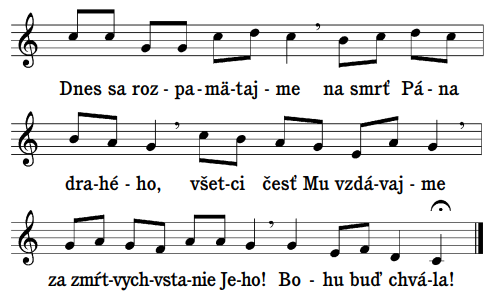 Dnes sa roz - pa-mä-taj - me na smrť Pá - na
dra-hé - ho, všet-ci česť Mu vzdá-vaj - me
za zmŕt-vych-vsta-nie Je-ho! Bo - hu buď chvá-la!